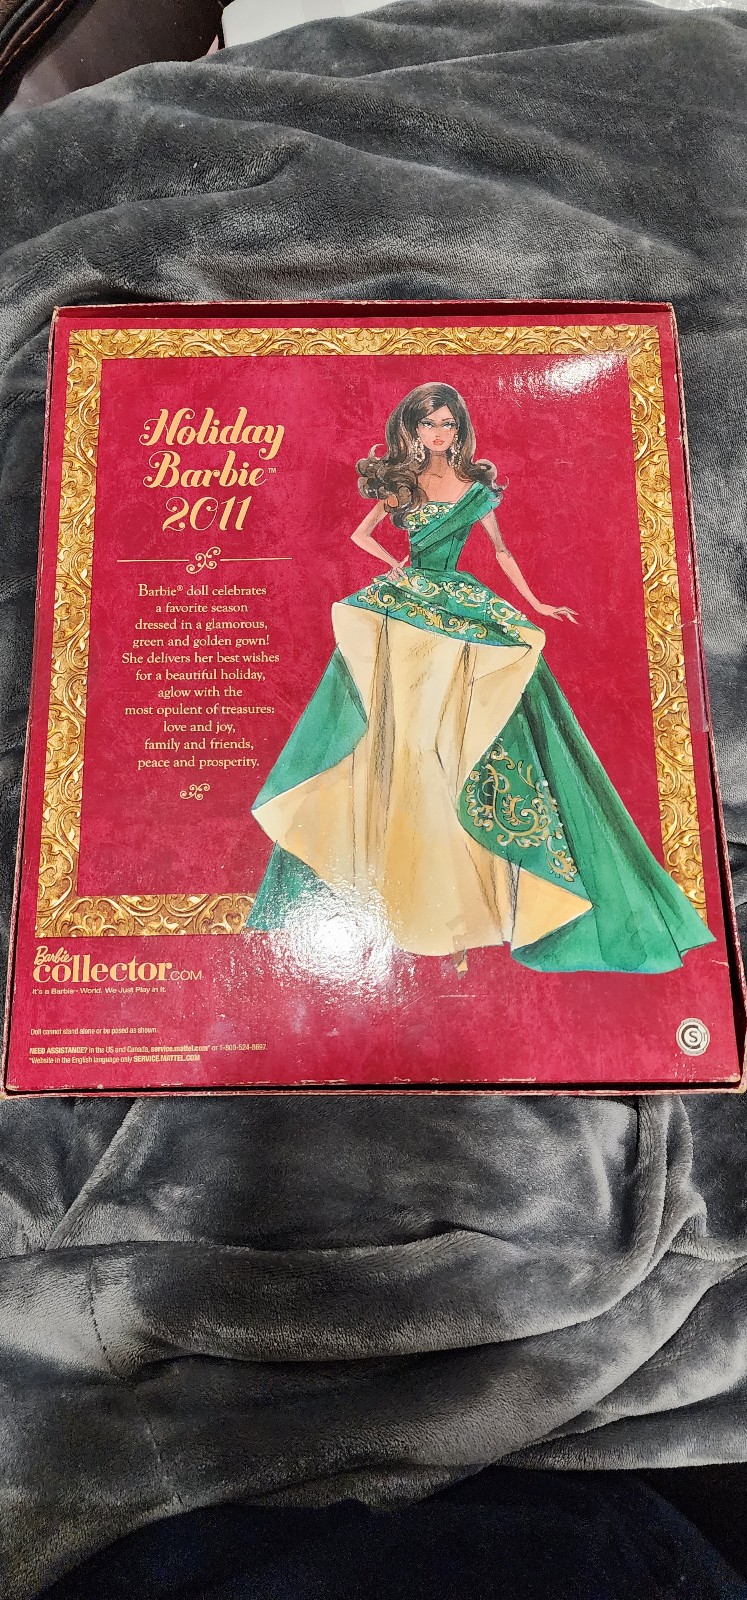 Holiday
Barbie™
2011
Barbie® doll celebrates
a favorite season
dressed in a glamorous,
green and golden gown!
She delivers her best wishes
for a beautiful holiday,
aglow with the
most opulent of treasures:
love and joy,
family and friends,
peace and prosperity.
Barbie
collector.COM
It's a Barbie™ World. We Just Play in It.
Doll cannot stand alone or be posed as shown.
NEED ASSISTANCE? In the US and Canada, service.mattel.com* or 1-800-524-8697.
*Website in the English language only SERVICE.MATTEL.COM
S